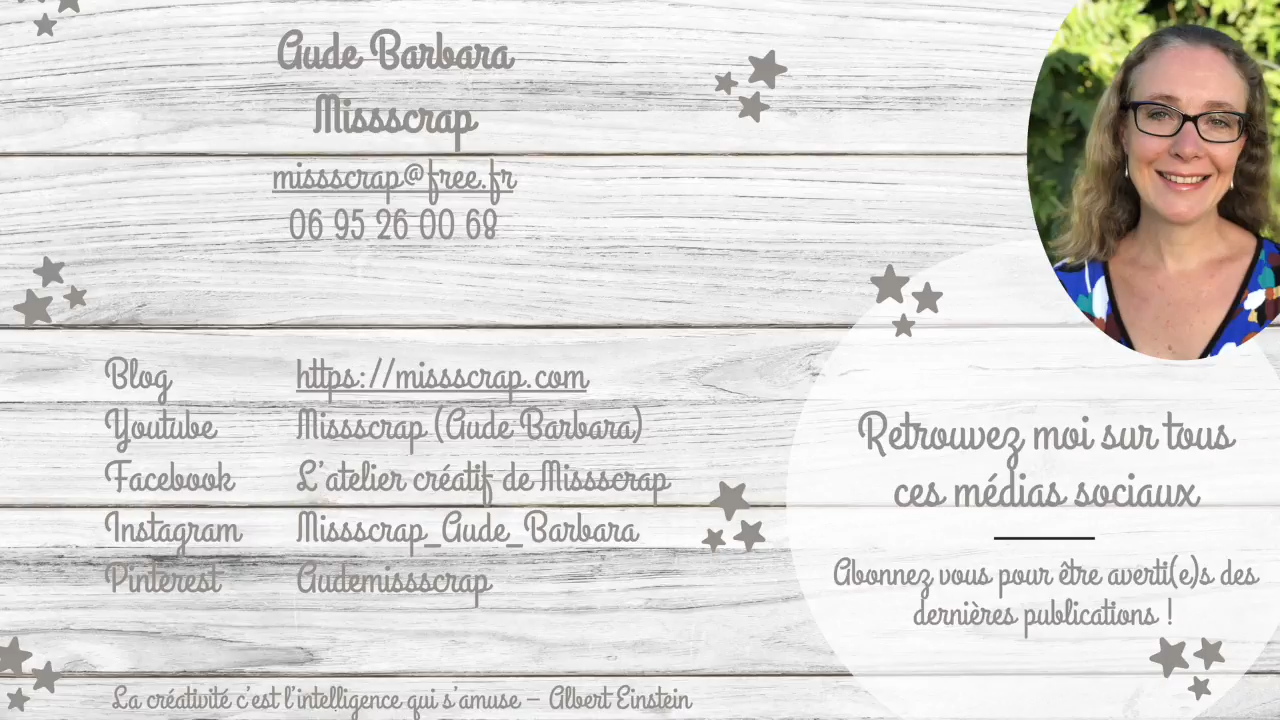 Aude Barbara
Missscrap
missscrap@free.fr
06 95 26 00 68
Blog https://missscrap.com
Youtube Missscrap (Aude Barbara)
Facebook L'atelier créatif de Missscrap
Instagram Missscrap_Aude_Barbara
Pinterest Audemissscrap
Retrouvez moi sur tous
ces médias sociaux
Abonnez vous pour être averti(e)s des
dernières publications !
La créativité c'est l'intelligence qui s'amuse – Albert Einstein